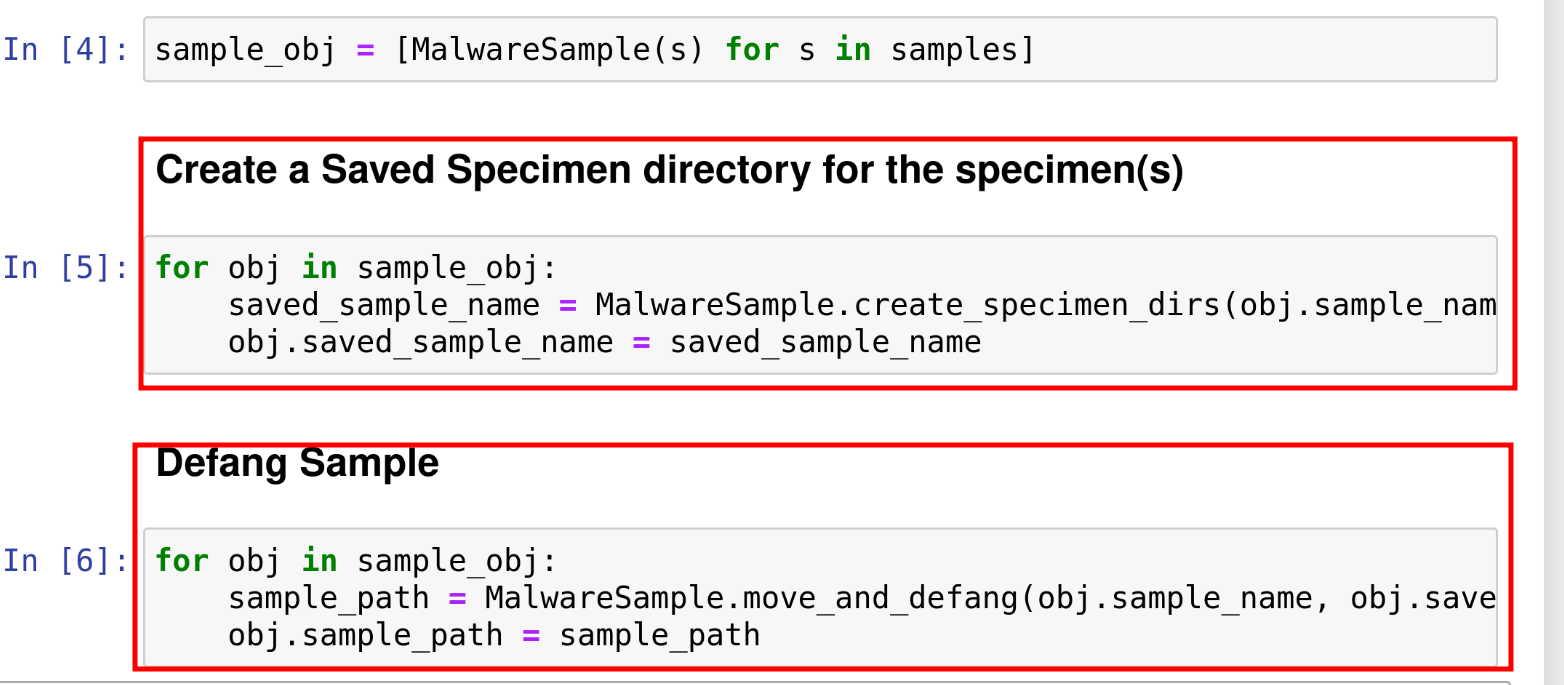 In [4]: sample_obj = [MalwareSample(s) for s in samples]
Create a Saved Specimen directory for the specimen(s)
In [5]: for obj in sample_obj:
    saved_sample_name = MalwareSample.create_specimen_dirs(obj.sample_nam
    obj.saved_sample_name = saved_sample_name
Defang Sample
In [6]: for obj in sample_obj:
    sample_path = MalwareSample.move_and_defang(obj.sample_name, obj.save
    obj.sample_path = sample_path